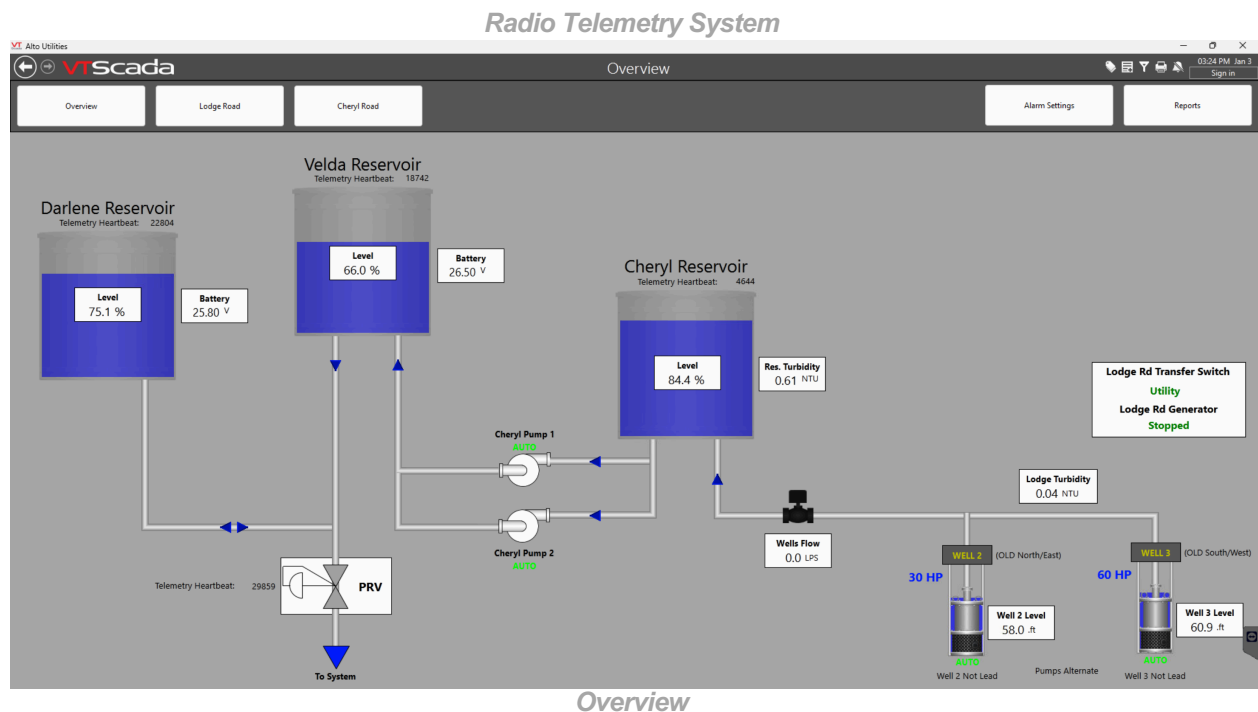 Radio Telemetry System
VT Alto Utilities
VTScada
Overview
03:24 PM Jan 3
Sign in
Overview
Lodge Road
Cheryl Road
Alarm Settings
Reports
Velda Reservoir
Telemetry Heartbeat: 18742
Darlene Reservoir
Telemetry Heartbeat: 22804
Level
66.0 %
Battery
26.50 V
Cheryl Reservoir
Telemetry Heartbeat: 4644
Level
75.1 %
Battery
25.80 V
Level
84.4 %
Res. Turbidity
0.61 NTU
Lodge Rd Transfer Switch
Utility
Lodge Rd Generator
Stopped
Cheryl Pump 1
AUTO
Lodge Turbidity
0.04 NTU
Cheryl Pump 2
AUTO
Wells Flow
0.0 LPS
WELL 2 (OLD North/East)
WELL 3 (OLD South/West)
30 HP
60 HP
Telemetry Heartbeat: 29859
PRV
Well 2 Level
58.0 .ft
Well 3 Level
60.9 .ft
AUTO
AUTO
Well 2 Not Lead
Pumps Alternate
Well 3 Not Lead
To System
Overview